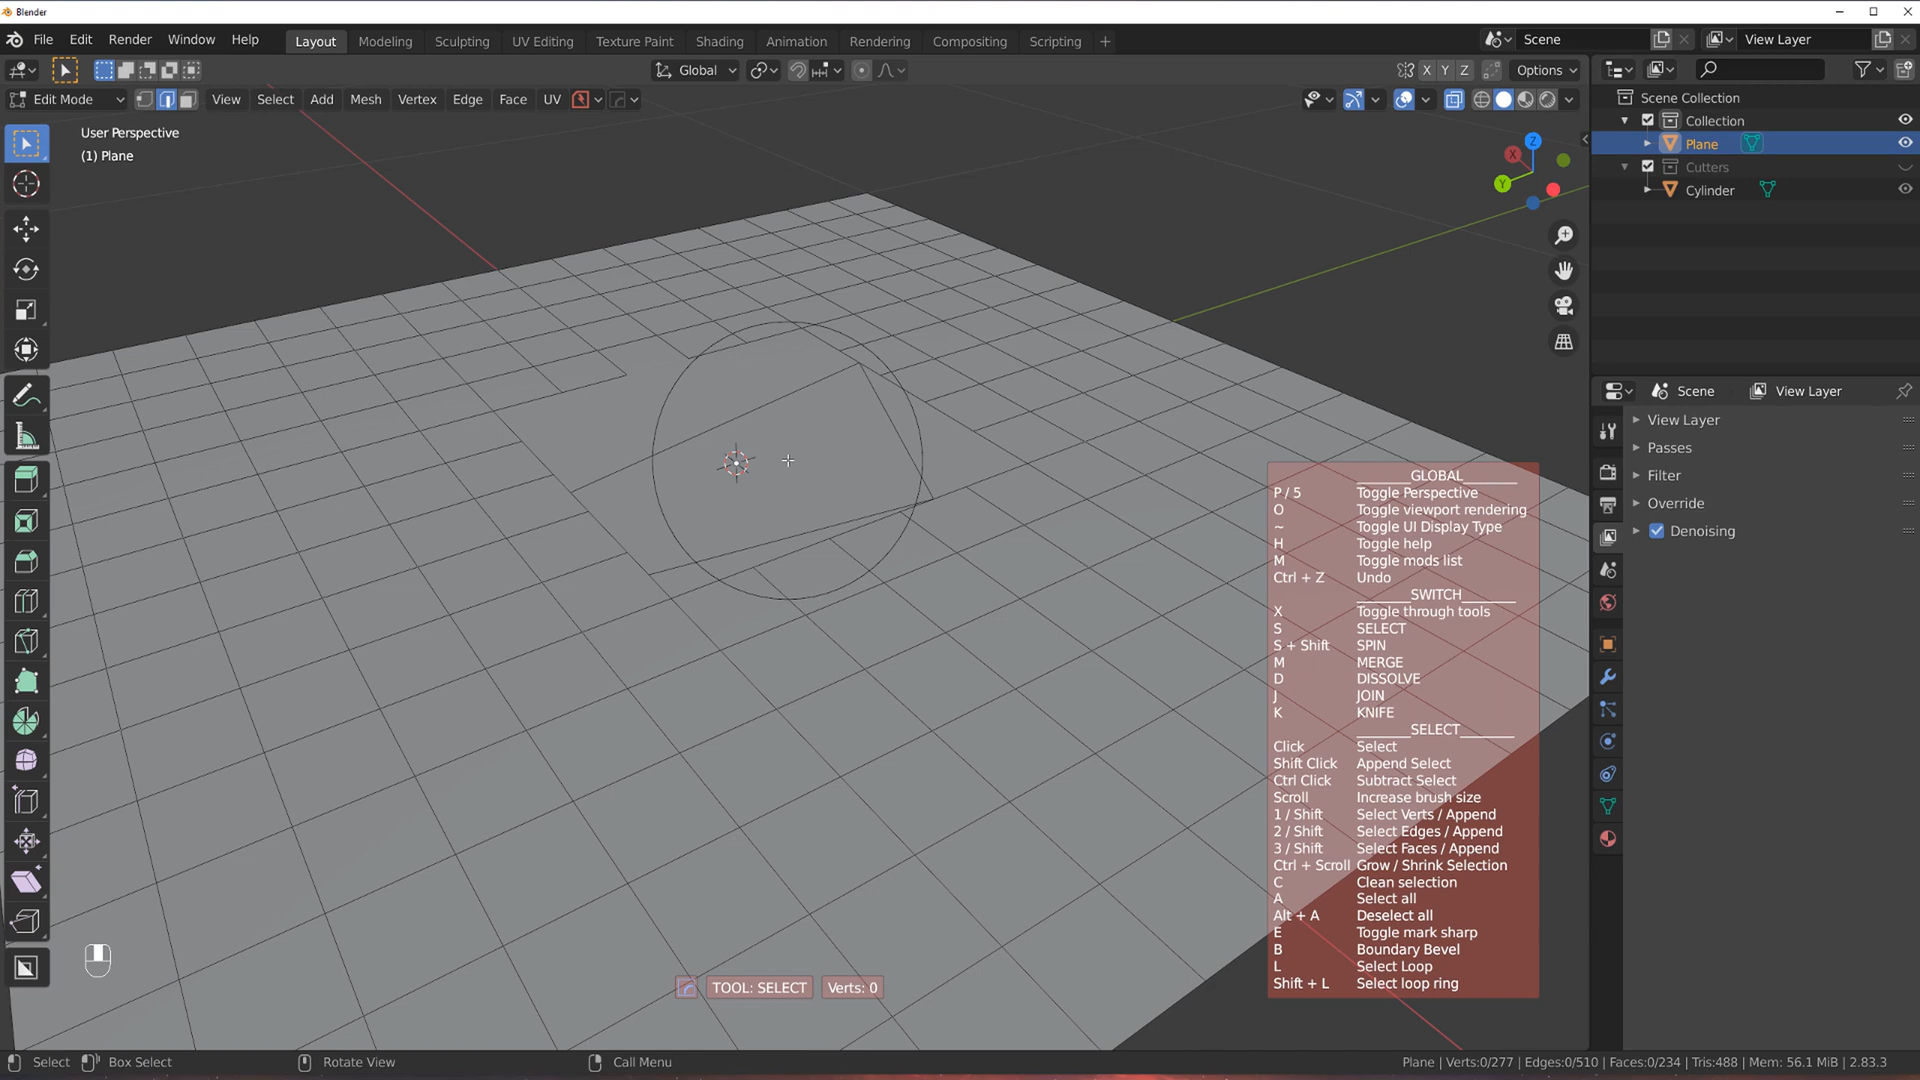 Blender
File Edit Render Window Help
Layout Modeling Sculpting UV Editing Texture Paint Shading Animation Rendering Compositing Scripting +
Scene
View Layer
Global
X Y Z
Options
Edit Mode
View Select Add Mesh Vertex Edge Face UV
User Perspective
(1) Plane
Z
X
Y
Scene Collection
Collection
Plane
Cutters
Cylinder
Scene View Layer
View Layer
Passes
Filter
Override
Denoising
GLOBAL
P / 5 Toggle Perspective
O Toggle viewport rendering
~ Toggle UI Display Type
H Toggle help
M Toggle mods list
Ctrl + Z Undo
SWITCH
X Toggle through tools
S SELECT
S + Shift SPIN
M MERGE
D DISSOLVE
J JOIN
K KNIFE
SELECT
Click Select
Shift Click Append Select
Ctrl Click Subtract Select
Scroll Increase brush size
1 / Shift Select Verts / Append
2 / Shift Select Edges / Append
3 / Shift Select Faces / Append
Ctrl + Scroll Grow / Shrink Selection
C Clean selection
A Select all
Alt + A Deselect all
E Toggle mark sharp
B Boundary Bevel
L Select Loop
Shift + L Select loop ring
TOOL: SELECT Verts: 0
Select Box Select Rotate View Call Menu
Plane | Verts:0/277 | Edges:0/510 | Faces:0/234 | Tris:488 | Mem: 56.1 MiB | 2.83.3